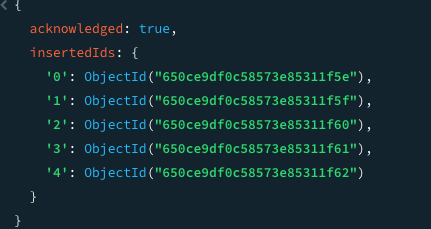 {
acknowledged: true,
insertedIds: {
'0': ObjectId("650ce9df0c58573e85311f5e"),
'1': ObjectId("650ce9df0c58573e85311f5f"),
'2': ObjectId("650ce9df0c58573e85311f60"),
'3': ObjectId("650ce9df0c58573e85311f61"),
'4': ObjectId("650ce9df0c58573e85311f62")
}
}